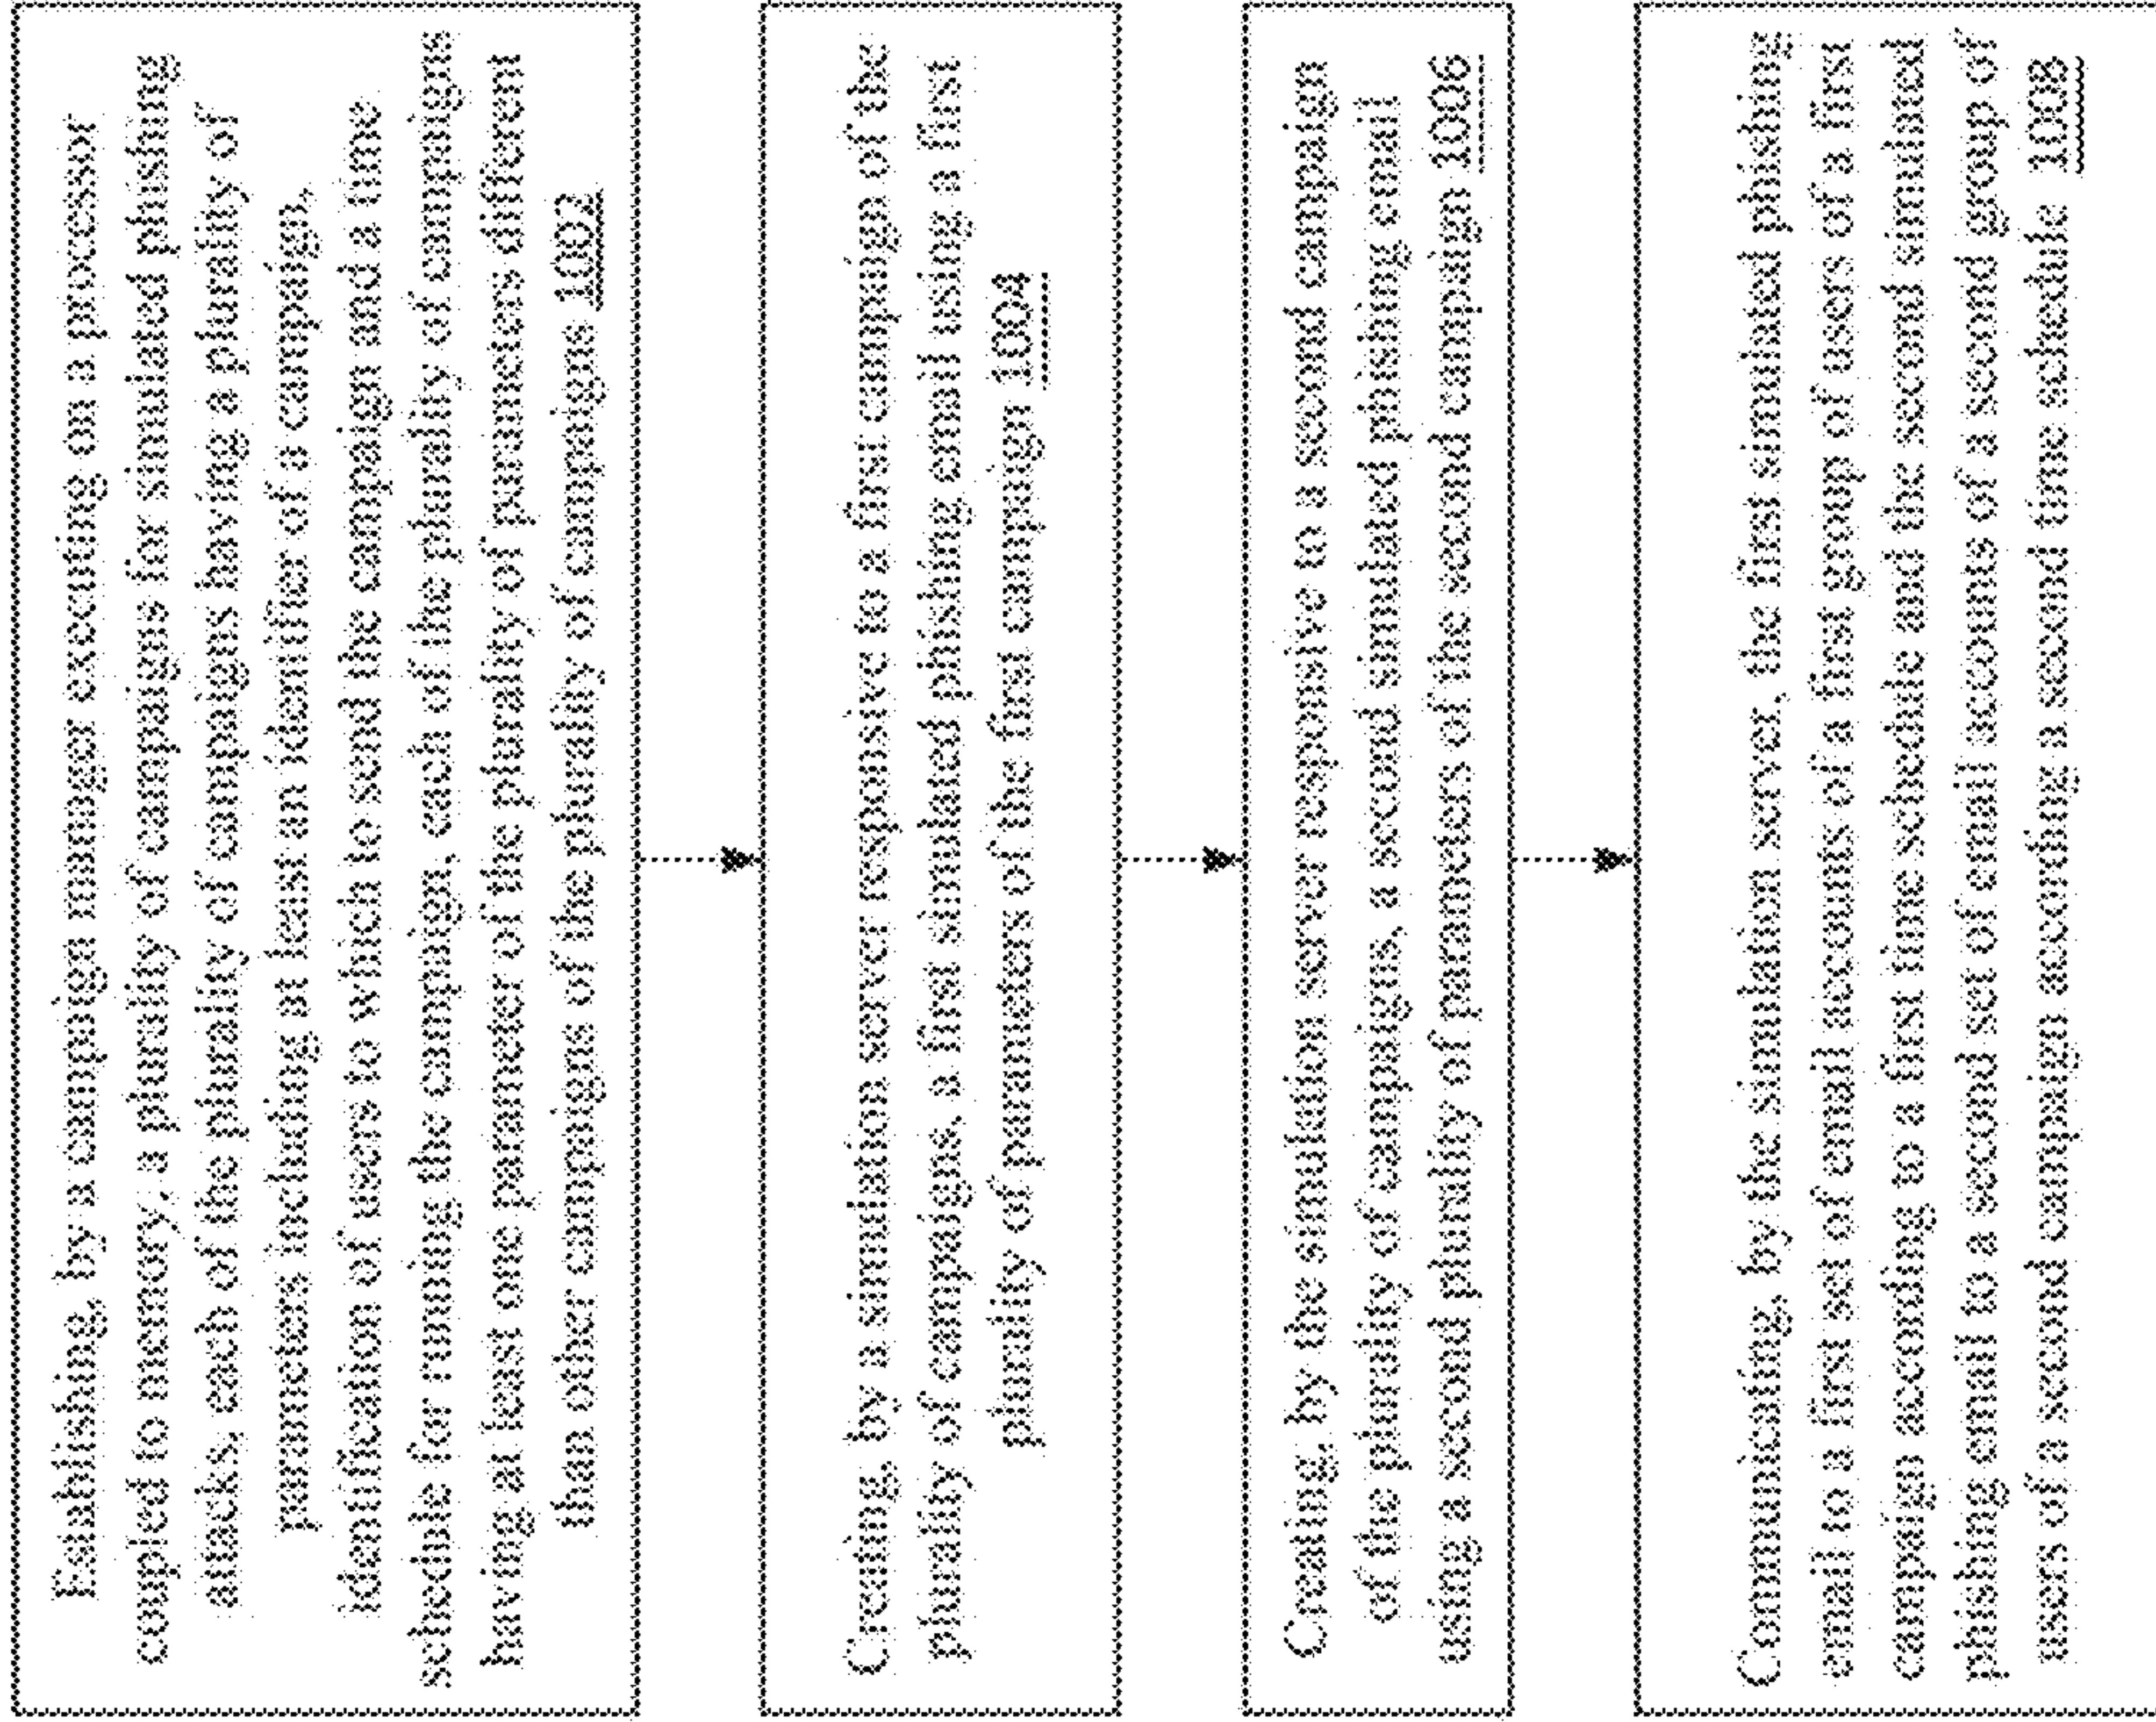 Establishing, by a campaign manager executing on a processor
coupled to memory, a plurality of campaigns for simulated phishing
attacks, each of the plurality of campaigns having a plurality of
parameters including at least an identifier of a campaign,
identification of users to which to send the campaign and a time
schedule for running the campaign, each of the plurality of campaigns
having at least one parameter of the plurality of parameters different
than other campaigns of the plurality of campaigns 1002
Creating, by a simulation server responsive to a first campaign of the
plurality of campaigns, a first simulated phishing email using a first
plurality of parameters of the first campaign 1004
Creating, by the simulation server responsive to a second campaign
of the plurality of campaigns, a second simulated phishing email
using a second plurality of parameters of the second campaign 1006
Communicating, by the simulation server, the first simulated phishing
email to a first set of email accounts of a first group of users of a first
campaign according to a first time schedule and the second simulated
phishing email to a second set of email accounts of a second group of
users of a second campaign according a second time schedule 1008